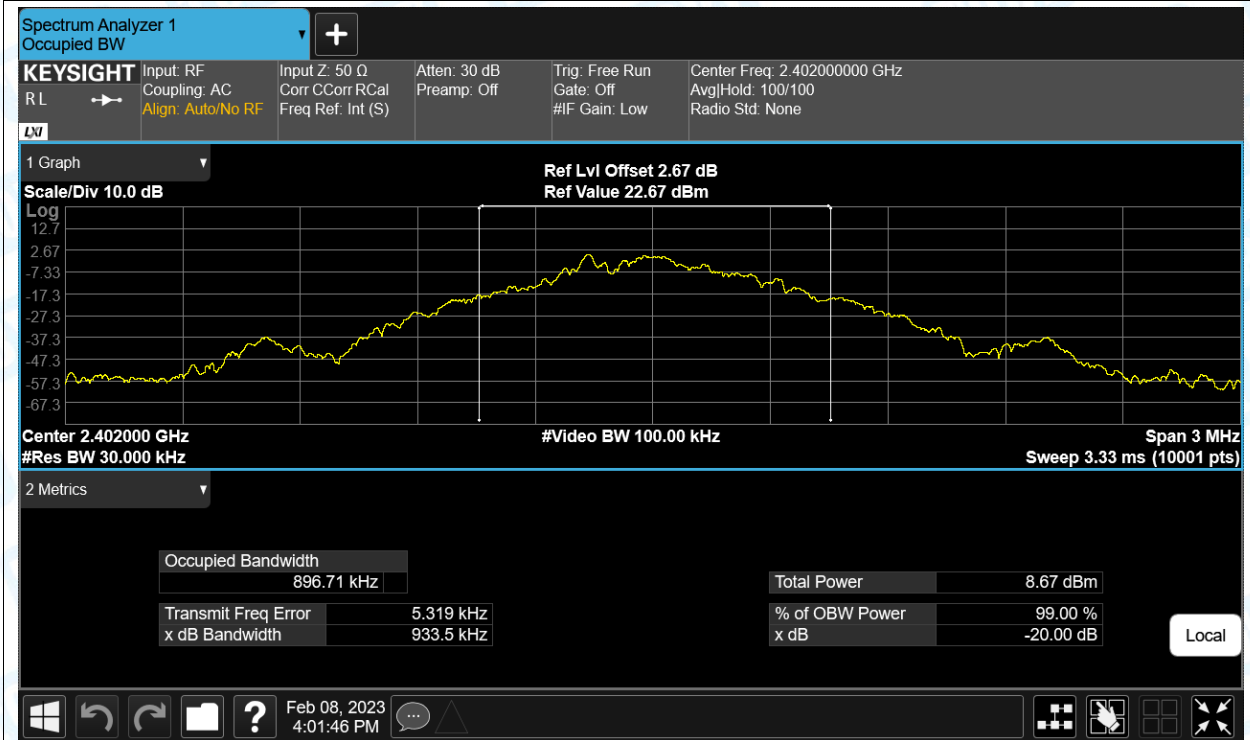 Spectrum Analyzer 1
Occupied BW
KEYSIGHT
R L
LXI
Input: RF
Coupling: AC
Align: Auto/No RF
Input Z: 50 Ω
Corr CCorr RCal
Freq Ref: Int (S)
Atten: 30 dB
Preamp: Off
Trig: Free Run
Gate: Off
#IF Gain: Low
Center Freq: 2.402000000 GHz
Avg|Hold: 100/100
Radio Std: None
1 Graph
Scale/Div 10.0 dB
Ref Lvl Offset 2.67 dB
Ref Value 22.67 dBm
Log
12.7
2.67
-7.33
-17.3
-27.3
-37.3
-47.3
-57.3
-67.3
Center 2.402000 GHz
#Res BW 30.000 kHz
#Video BW 100.00 kHz
Span 3 MHz
Sweep 3.33 ms (10001 pts)
2 Metrics
Occupied Bandwidth
896.71 kHz
Transmit Freq Error 5.319 kHz
x dB Bandwidth 933.5 kHz
Total Power 8.67 dBm
% of OBW Power 99.00 %
x dB -20.00 dB
Local
?
Feb 08, 2023
4:01:46 PM